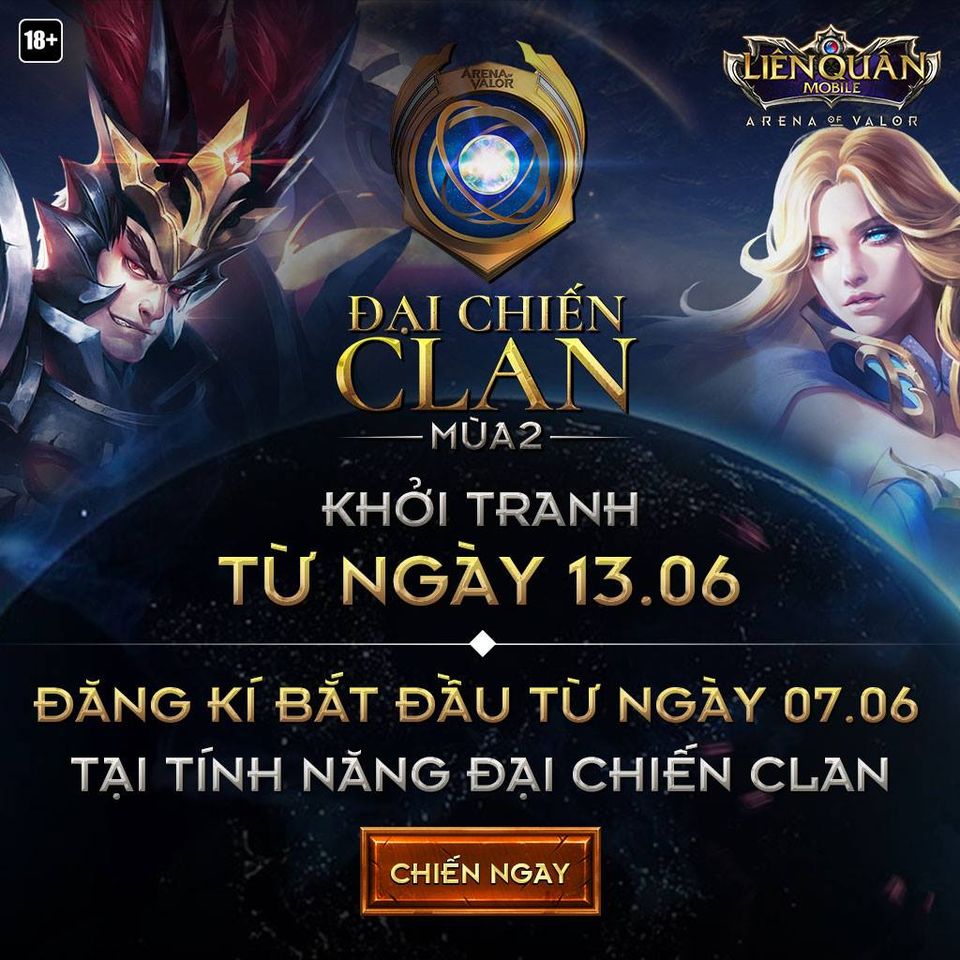 18+
ARENA OF
VALOR
LIÊN QUÂN
MOBILE
ARENA OF VALOR
ĐẠI CHIẾN
CLAN
MÙA 2
KHỞI TRANH
TỪ NGÀY 13.06
ĐĂNG KÍ BẮT ĐẦU TỪ NGÀY 07.06
TẠI TÍNH NĂNG ĐẠI CHIẾN CLAN
CHIẾN NGAY